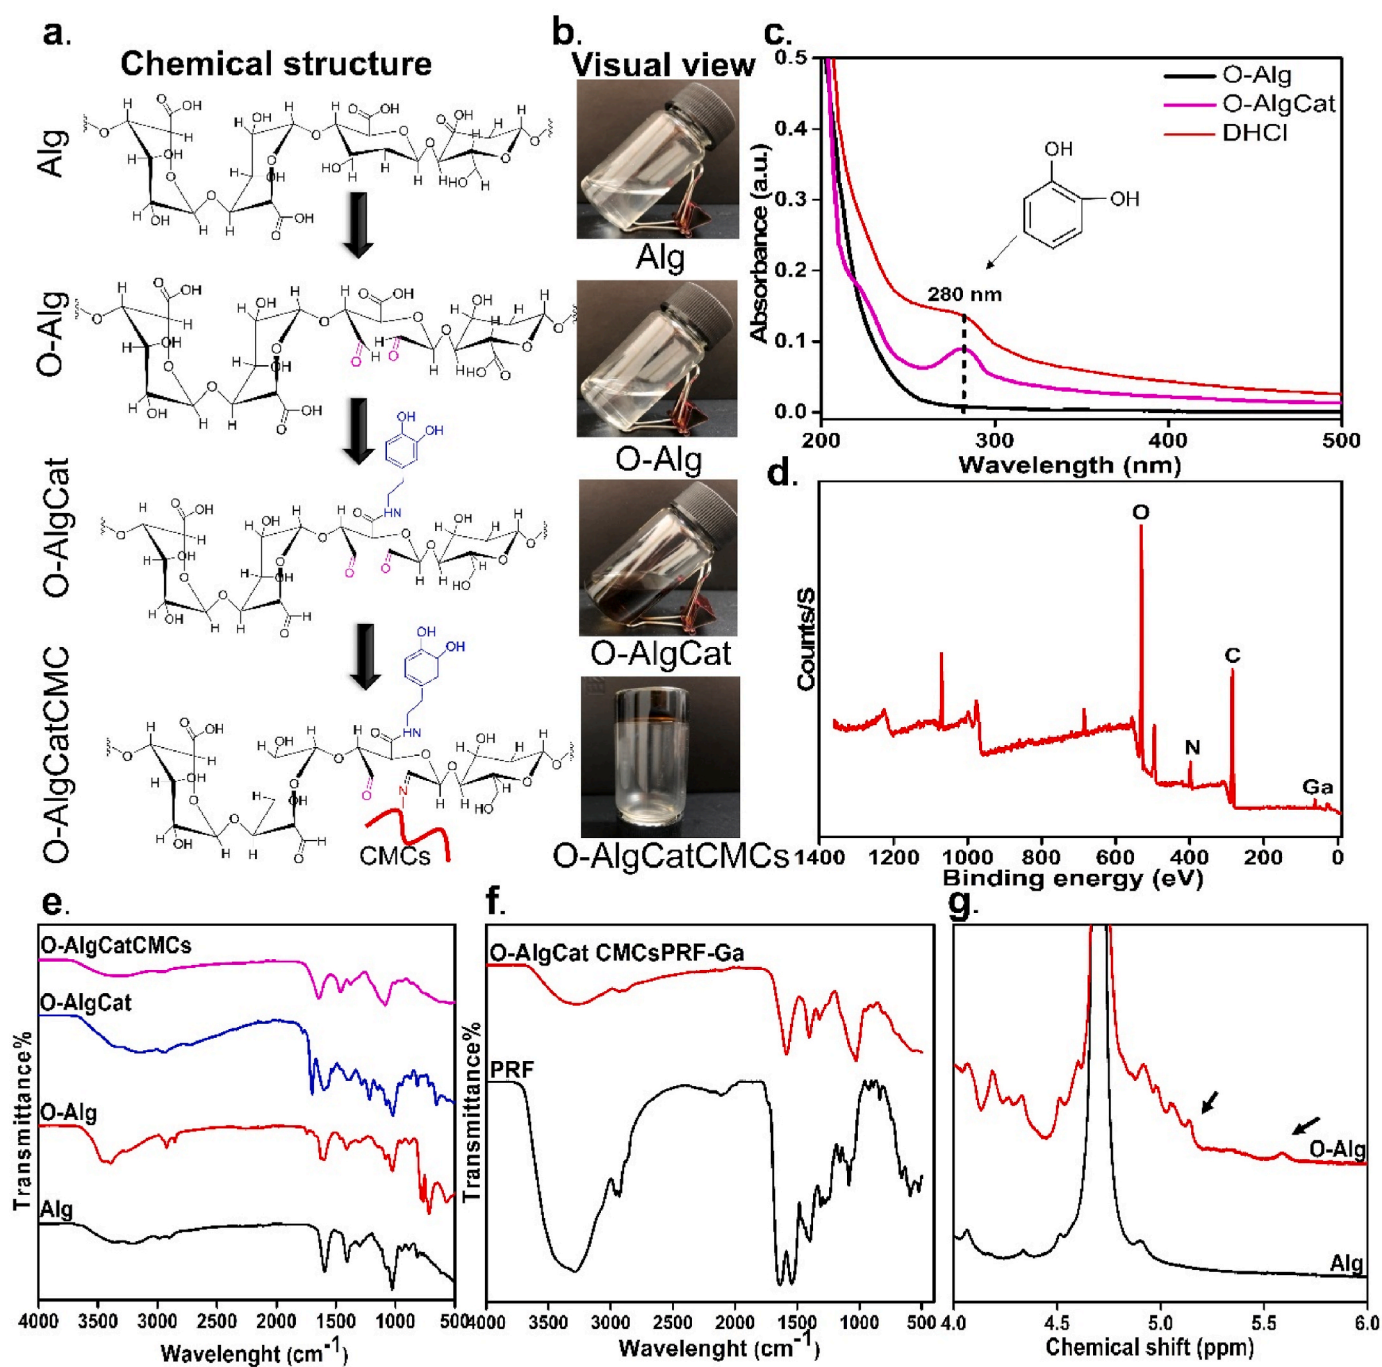 a.
Chemical structure
Alg
O-Alg
O-AlgCat
O-AlgCatCMC
CMCs
b.
Visual view
Alg
O-Alg
O-AlgCat
O-AlgCatCMCs
c.
0.5
0.4
0.3
0.2
0.1
0.0
Absorbance (a.u.)
O-Alg
O-AlgCat
DHCl
OH
OH
280 nm
200 300 400 500
Wavelength (nm)
d.
Counts/S
O
C
N
Ga
1400 1200 1000 800 600 400 200 0
Binding energy (eV)
e.
O-AlgCatCMCs
O-AlgCat
O-Alg
Alg
Transmittance%
4000 3500 3000 2500 2000 1500 1000 500
Wavelenght (cm-1)
f.
O-AlgCat CMCsPRF-Ga
PRF
Transmittance%
4000 3000 2500 2000 1500 1000 500
Wavelenght (cm-1)
g.
O-Alg
Alg
4.0 4.5 5.0 5.5 6.0
Chemical shift (ppm)